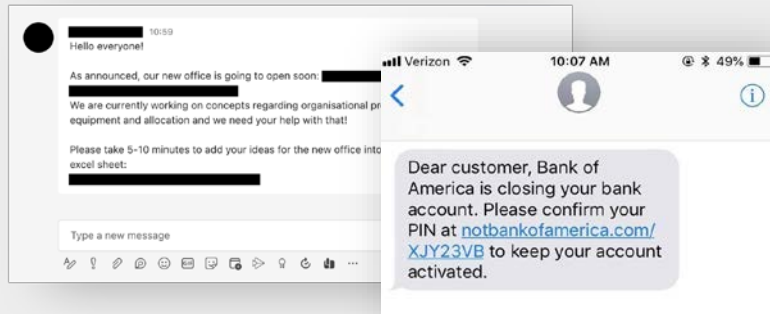 10:59
Hello everyone!
As announced, our new office is going to open soon:
We are currently working on concepts regarding organisational
equipment and allocation and we need your help with that!
Please take 5-10 minutes to add your ideas for the new office into
excel sheet:
Type a new message
GIF
Verizon
10:07 AM
49%
Dear customer, Bank of
America is closing your bank
account. Please confirm your
PIN at notbankofamerica.com/
XJY23VB to keep your account
activated.